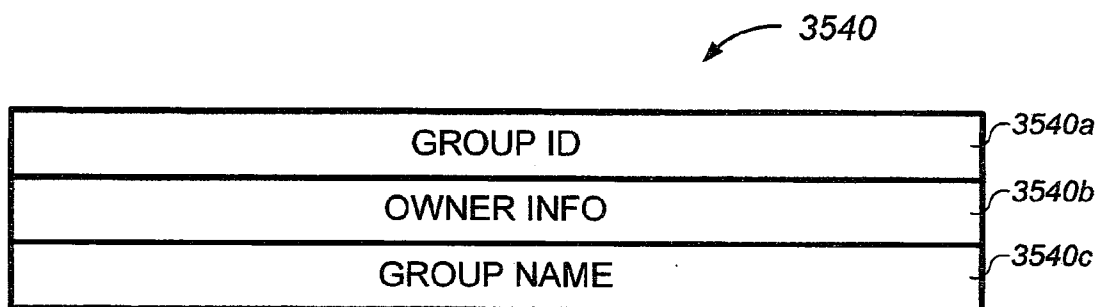 3540
GROUP ID 3540a
OWNER INFO 3540b
GROUP NAME 3540c